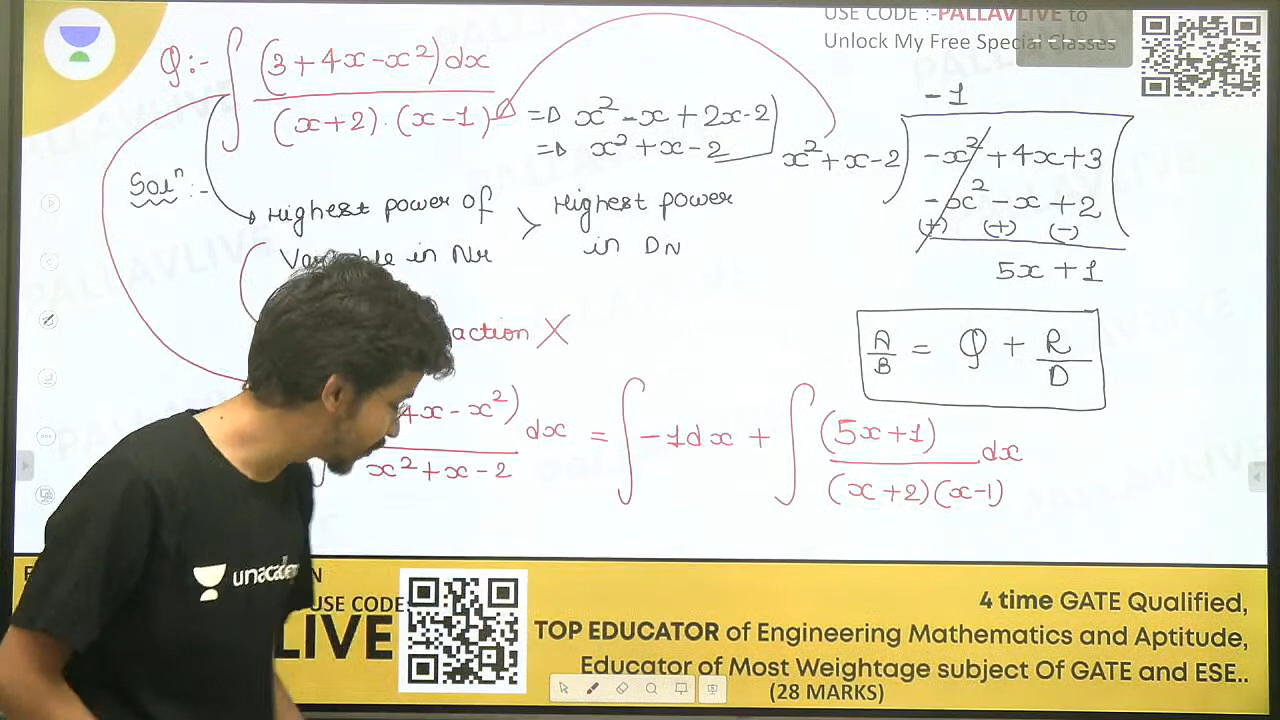 USE CODE :-PALLAVLIVE to
Unlock My Free Special Classes
Q:- ∫ (3+4x-x²)dx / (x+2).(x-1)
=> x²-x+2x-2
=> x²+x-2
Solⁿ:-
Highest power of
Variable in Nr
>
Highest power
in DN
action X
4x-x²) / x²+x-2 dx = ∫-1dx + ∫ (5x+1) / (x+2)(x-1) dx
-1
x²+x-2) -x²+4x+3
-x²-x+2
(+) (+) (-)
5x+1
A/B = Q + R/D
unacade
USE CODE:
LIVE
4 time GATE Qualified,
TOP EDUCATOR of Engineering Mathematics and Aptitude,
Educator of Most Weightage subject Of GATE and ESE..
(28 MARKS)